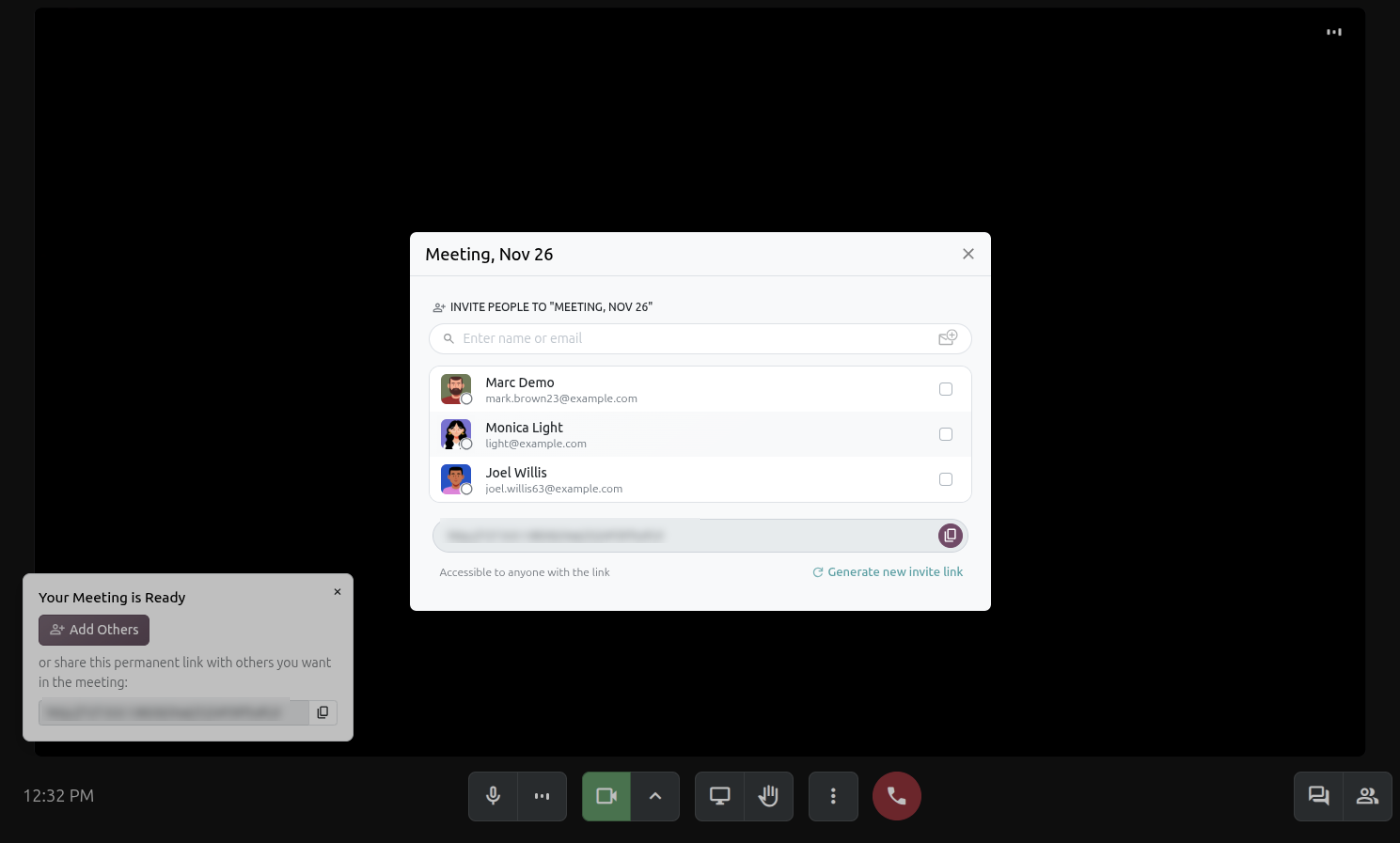 Meeting, Nov 26
INVITE PEOPLE TO "MEETING, NOV 26"
Enter name or email
Marc Demo
mark.brown23@example.com
Monica Light
light@example.com
Joel Willis
joel.willis63@example.com
Accessible to anyone with the link
Generate new invite link
Your Meeting is Ready
Add Others
or share this permanent link with others you want
in the meeting:
12:32 PM